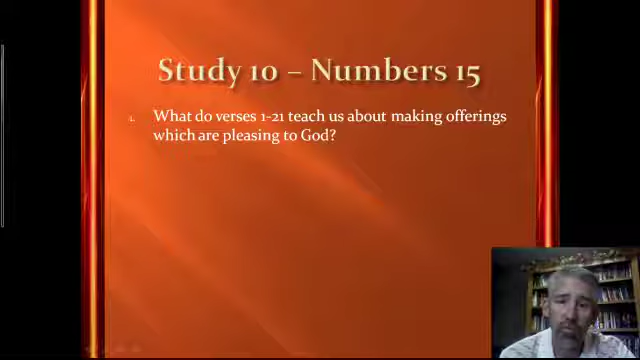 Study 10 – Numbers 15
1. What do verses 1-21 teach us about making offerings
which are pleasing to God?